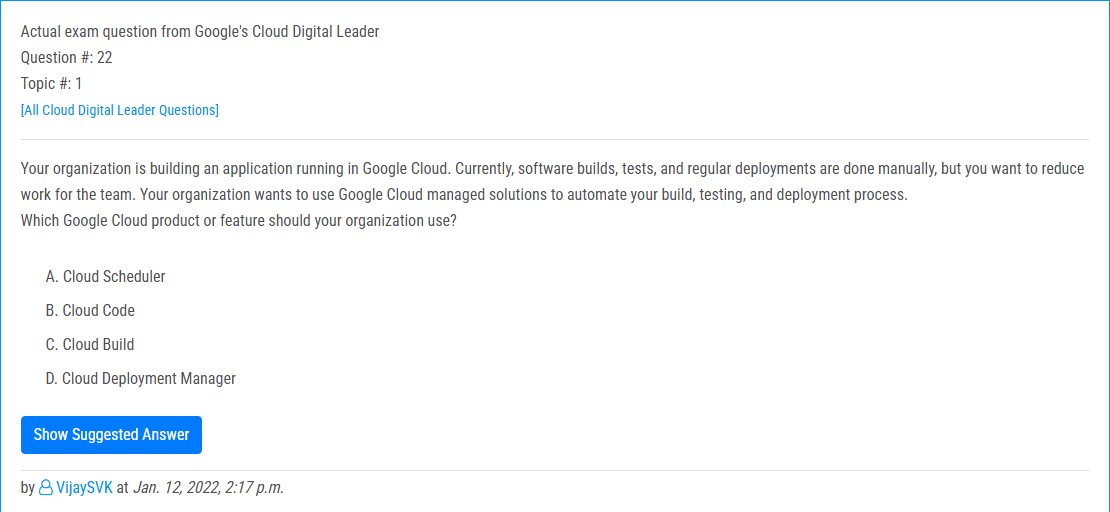 Actual exam question from Google's Cloud Digital Leader
Question #: 22
Topic #: 1
[All Cloud Digital Leader Questions]
Your organization is building an application running in Google Cloud. Currently, software builds, tests, and regular deployments are done manually, but you want to reduce
work for the team. Your organization wants to use Google Cloud managed solutions to automate your build, testing, and deployment process.
Which Google Cloud product or feature should your organization use?
A. Cloud Scheduler
B. Cloud Code
C. Cloud Build
D. Cloud Deployment Manager
Show Suggested Answer
by VijaySVK at Jan. 12, 2022, 2:17 p.m.